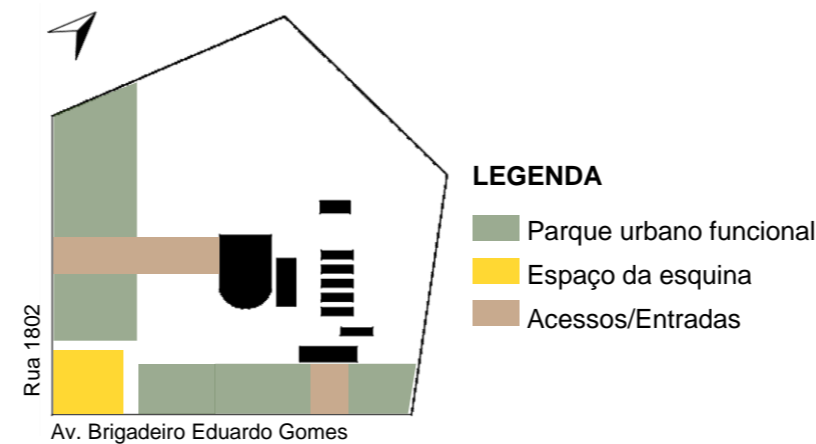 LEGENDA
Parque urbano funcional
Espaço da esquina
Acessos/Entradas
Rua 1802
Av. Brigadeiro Eduardo Gomes